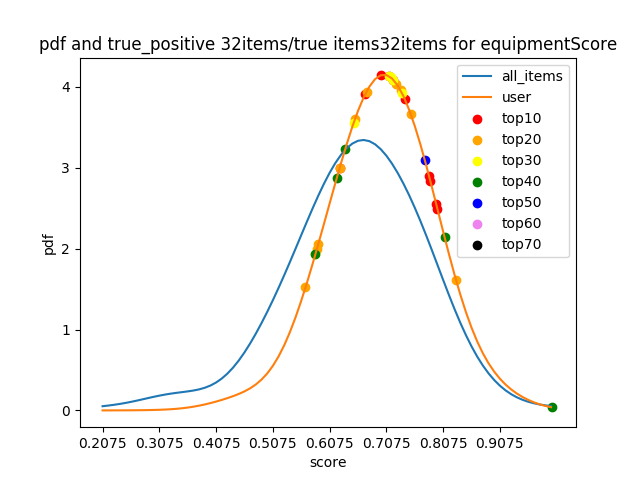 pdf and true_positive 32items/true items32items for equipmentScore
all_items
user
top10
top20
top30
top40
top50
top60
top70
pdf
4
3
2
1
0
0.2075 0.3075 0.4075 0.5075 0.6075 0.7075 0.8075 0.9075
score